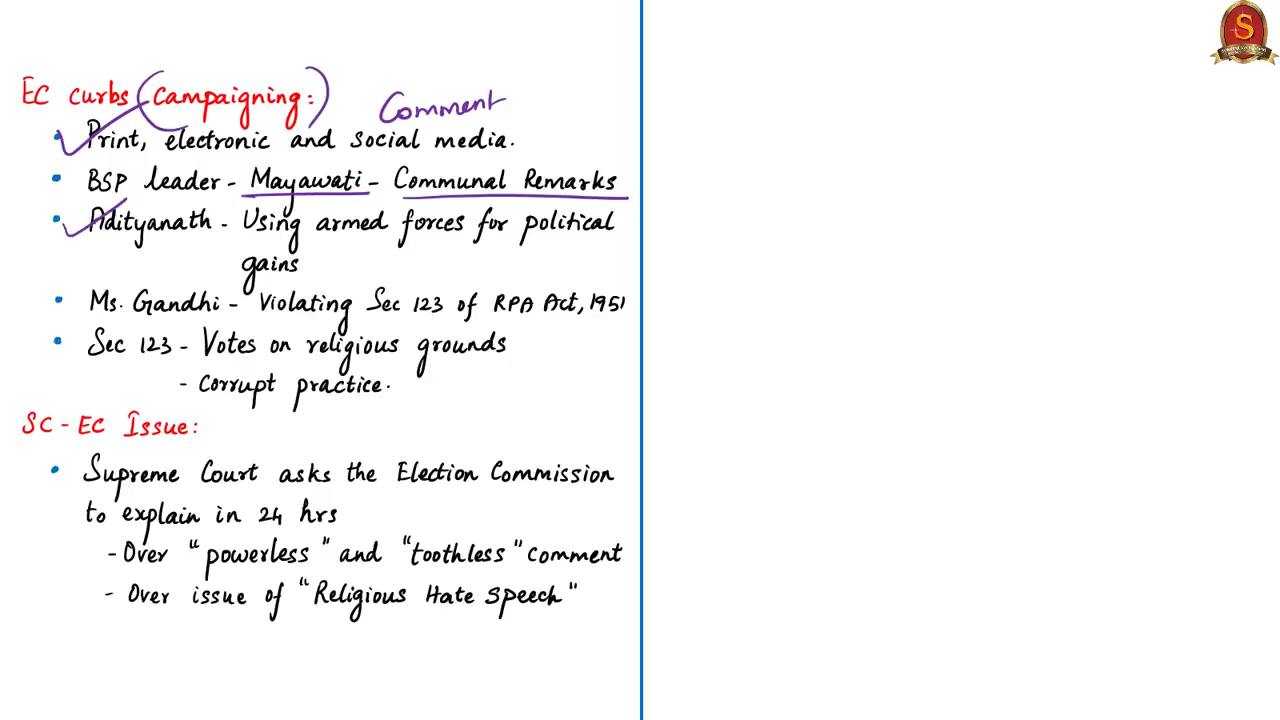 EC curbs (Campaigning:)
Comment
Print, electronic and social media.
BSP leader - Mayawati - Communal Remarks
Adityanath - Using armed forces for political
gains
Ms. Gandhi - Violating Sec 123 of RPA Act, 1951
Sec 123 - Votes on religious grounds
- Corrupt practice.
SC - EC Issue:
Supreme Court asks the Election Commission
to explain in 24 hrs
- Over "powerless" and "toothless" comment
- Over issue of "Religious Hate speech"
S